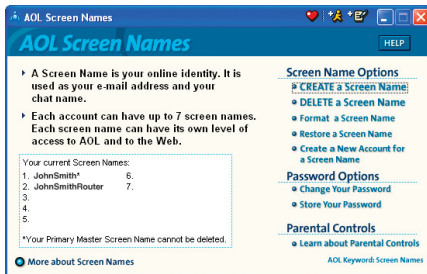 AOL Screen Names
AOL Screen Names
HELP
A Screen Name is your online identity. It is
used as your e-mail address and your
chat name.
Each account can have up to 7 screen names.
Each screen name can have its own level of
access to AOL and to the Web.
Your current Screen Names:
1. JohnSmith* 6.
2. JohnSmithRouter 7.
3.
4.
5.
*Your Primary Master Screen Name cannot be deleted.
More about Screen Names
Screen Name Options
CREATE a Screen Name
DELETE a Screen Name
Format a Screen Name
Restore a Screen Name
Create a New Account for
a Screen Name
Password Options
Change Your Password
Store Your Password
Parental Controls
Learn about Parental Controls
AOL Keyword: Screen Names